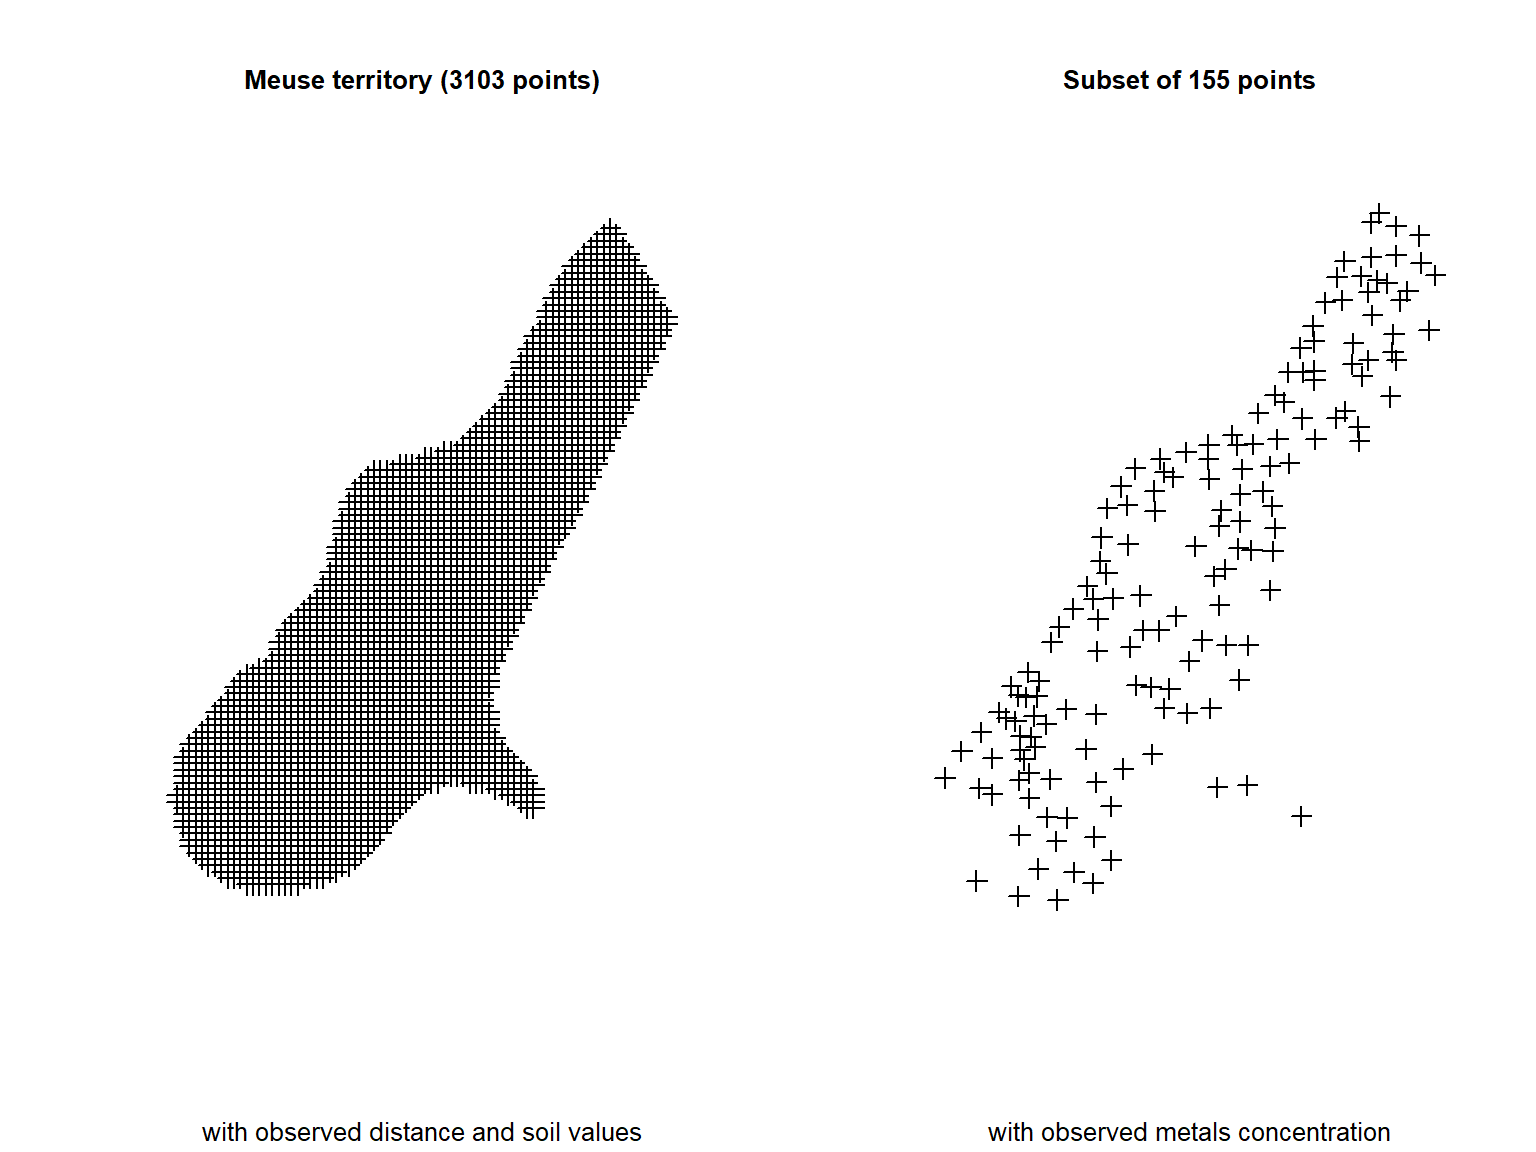 Meuse territory (3103 points)
Subset of 155 points
with observed distance and soil values
with observed metals concentration